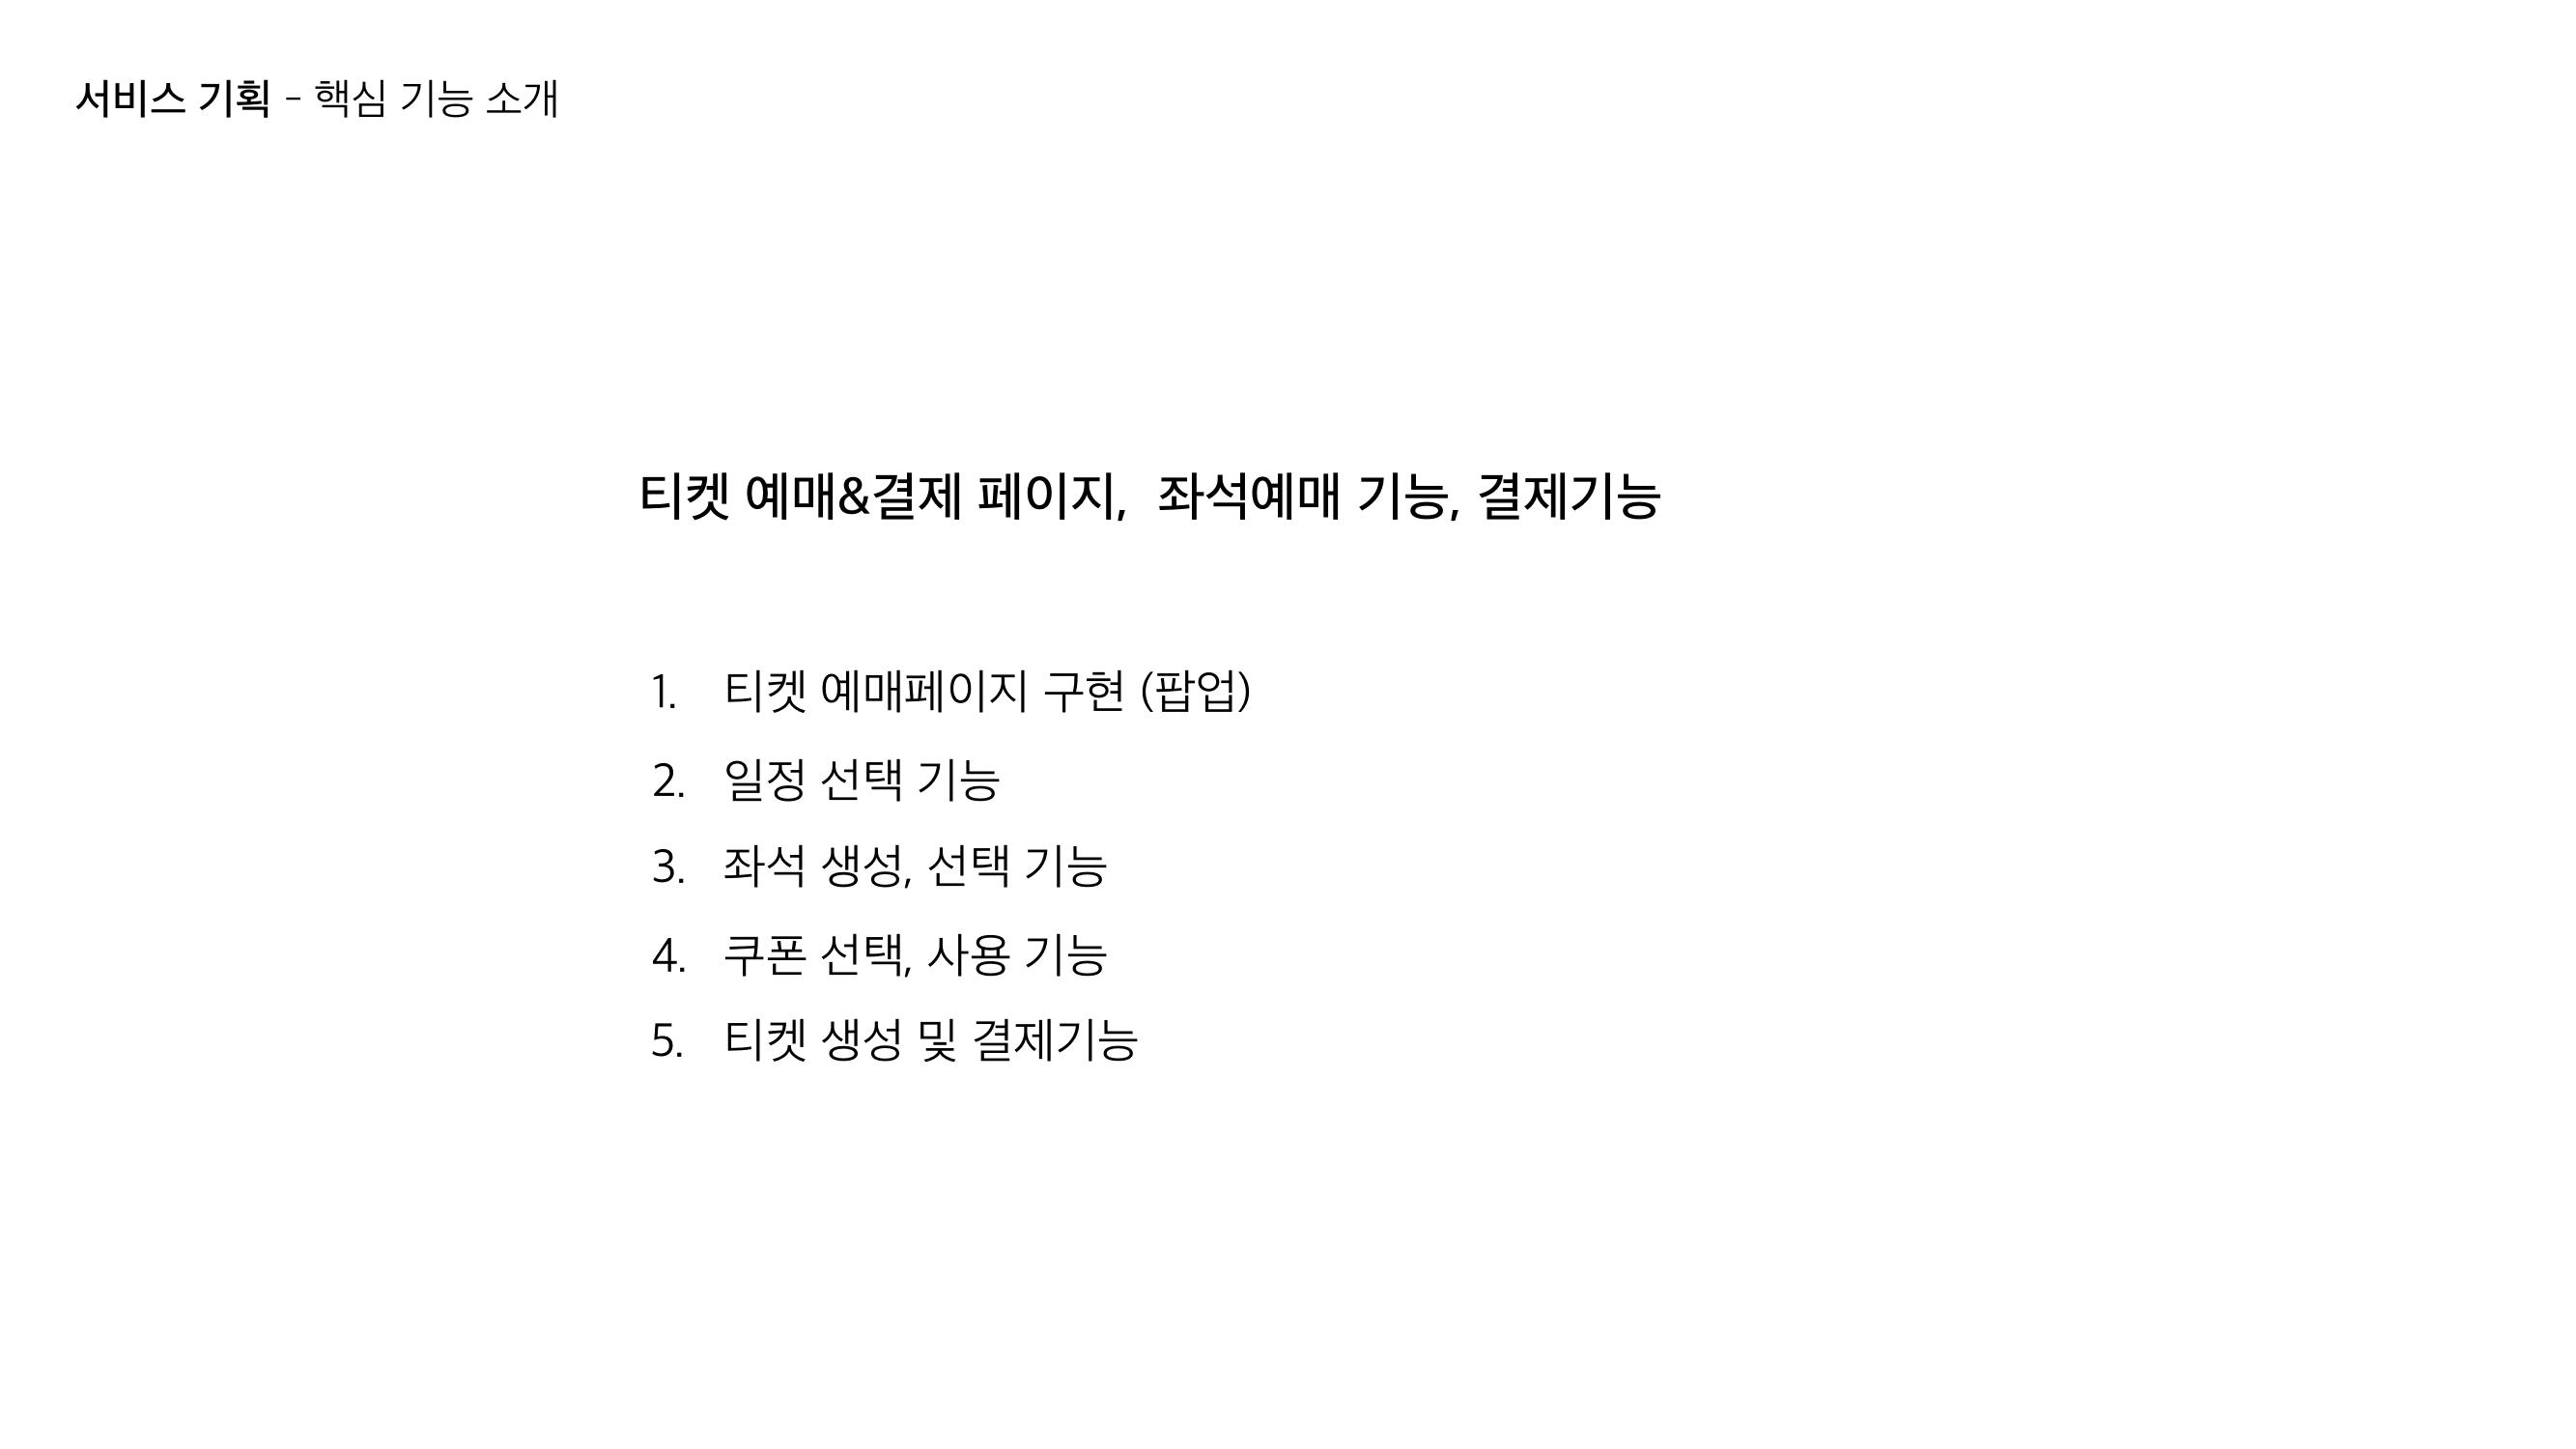 서비스 기획 – 핵심 기능 소개
티켓 예매&결제 페이지,  좌석예매 기능, 결제기능
1. 티켓 예매페이지 구현 (팝업)
2. 일정 선택 기능
3. 좌석 생성, 선택 기능
4. 쿠폰 선택, 사용 기능
5. 티켓 생성 및 결제기능